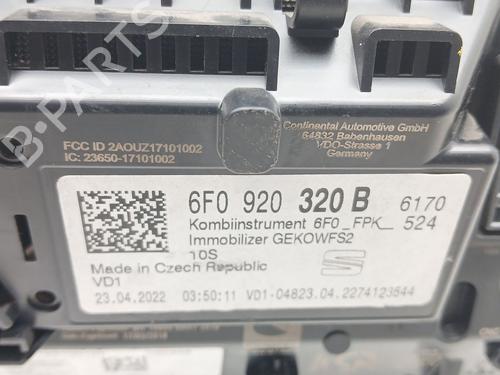 FCC ID 2AOUZ17101002
IC: 23650-17101002
Continental Automotive GmbH
64832 Babenhausen
VDO-Strasse 1
Germany
6F0 920 320 B 6170
Kombiinstrument 6F0_FPK_ 524
Immobilizer GEKOWFS2
10S
Made in Czech Republic
VD1
23.04.2022 03:50:11 VD1-04823.04.2274123544
B-PARTS